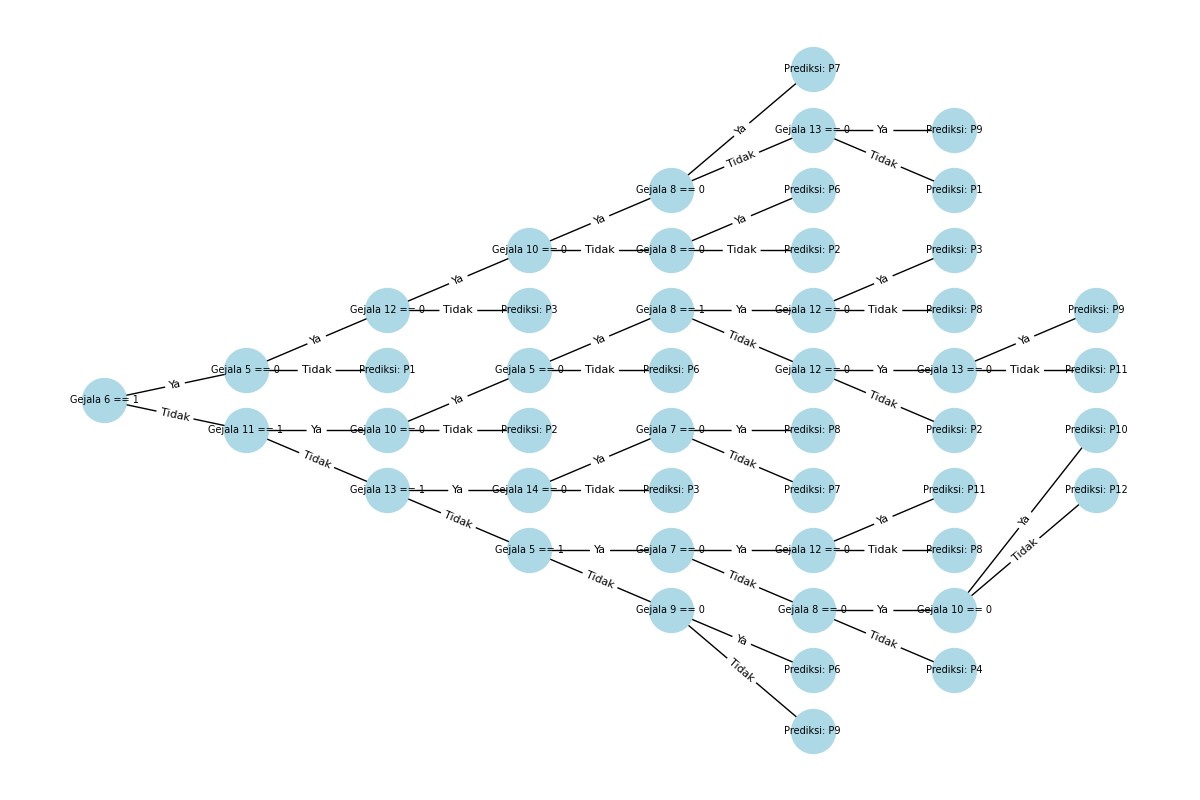 Prediksi: P7
Gejala 13 == 0
Ya
Prediksi: P9
Ya
Tidak
Tidak
Gejala 8 == 0
Prediksi: P6
Prediksi: P1
Ya
Ya
Gejala 10 == 0
Tidak
Gejala 8 == 0
Tidak
Prediksi: P2
Prediksi: P3
Ya
Ya
Gejala 12 == 0
Tidak
Prediksi: P3
Gejala 8 == 1
Ya
Gejala 12 == 0
Tidak
Prediksi: P8
Prediksi: P9
Ya
Ya
Tidak
Ya
Gejala 5 == 0
Tidak
Prediksi: P1
Gejala 5 == 0
Tidak
Prediksi: P6
Gejala 12 == 0
Ya
Gejala 13 == 0
Tidak
Prediksi: P11
Ya
Gejala 6 == 1
Ya
Tidak
Tidak
Gejala 11 == 1
Ya
Gejala 10 == 0
Tidak
Prediksi: P2
Gejala 7 == 0
Ya
Prediksi: P8
Prediksi: P2
Prediksi: P10
Tidak
Ya
Tidak
Gejala 13 == 1
Ya
Gejala 14 == 0
Tidak
Prediksi: P3
Prediksi: P7
Prediksi: P11
Prediksi: P12
Tidak
Ya
Ya
Gejala 5 == 1
Ya
Gejala 7 == 0
Ya
Gejala 12 == 0
Tidak
Prediksi: P8
Tidak
Tidak
Tidak
Gejala 9 == 0
Gejala 8 == 0
Ya
Gejala 10 == 0
Ya
Tidak
Tidak
Prediksi: P6
Prediksi: P4
Prediksi: P9